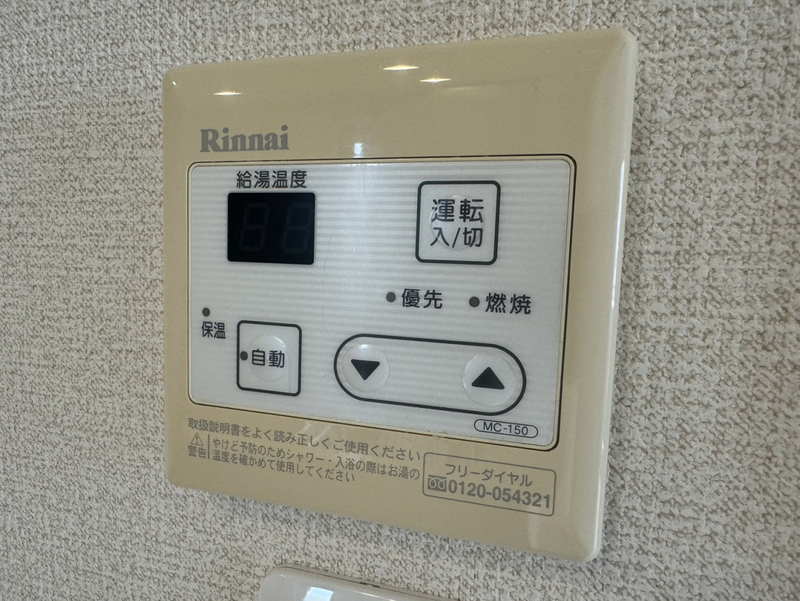 Rinnai
給湯温度
運転
入/切
優先
燃焼
保温
自動
▼
▲
MC-150
取扱説明書をよく読み正しくご使用ください
警告
やけど予防のためシャワー・入浴の際はお湯の
温度を確かめて使用してください
フリーダイヤル
0120-054321